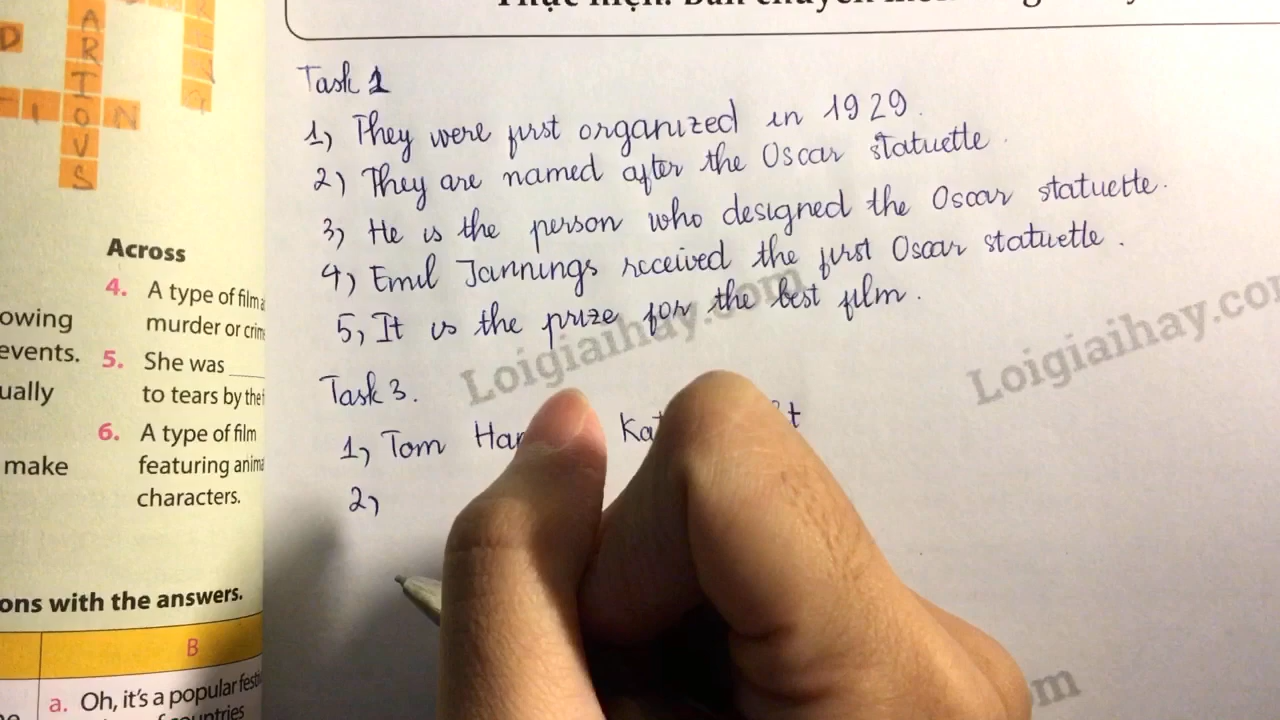 D
A
R
I
O
U
S
I N
Across
4. A type of film a
murder or crim
owing
events.
5. She was ____
ually
to tears by the f
6. A type of film
make
featuring anima
characters.
ons with the answers.
B
a. Oh, it's a popular festi
Task 1
1) They were first organized in 1929.
2) They are named after the Oscar statuette.
3) He is the person who designed the Oscar statuette.
4) Emil Jannings received the first Oscar statuette.
5) It is the prize for the best film.
Task 3.
1) Tom
2)
Loigiaihay.com
Loigiaihay.co
om